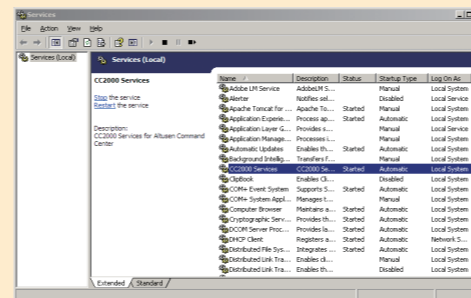 Services
File Action View Help
Services (Local)
Services (Local)
CC2000 Services
Stop the service
Restart the service
Description:
CC2000 Services for Altusen Command
Center
Name Description Status Startup Type Log On As
Adobe LM Service AdobeLM S... Manual Local System
Alerter Notifies sel... Disabled Local Service
Apache Tomcat for ... Apache To... Started Manual Local System
Application Experie... Process ap... Started Automatic Local System
Application Layer G... Provides s... Manual Local Service
Application Manage... Processes i... Manual Local System
Automatic Updates Enables th... Started Automatic Local System
Background Intellig... Transfers f... Manual Local System
CC2000 Services CC2000 Se... Started Automatic Local System
ClipBook Enables Cli... Disabled Local System
COM+ Event System Supports S... Started Automatic Local System
COM+ System Appl... Manages t... Manual Local System
Computer Browser Maintains a... Started Automatic Local System
Cryptographic Serv... Provides th... Started Automatic Local System
DCOM Server Proc... Provides la... Started Automatic Local System
DHCP Client Registers a... Started Automatic Network S...
Distributed File Sys... Integrates ... Started Automatic Local System
Distributed Link Tra... Enables cli... Manual Local System
Distributed Link Tra... Enables th... Disabled Local System
Extended Standard